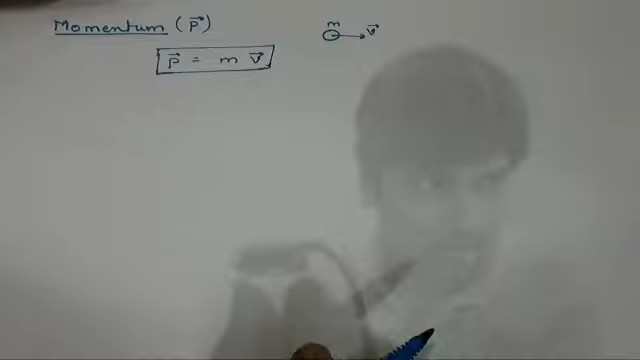 Momentum (p⃗)
m v⃗
p⃗ = m v⃗